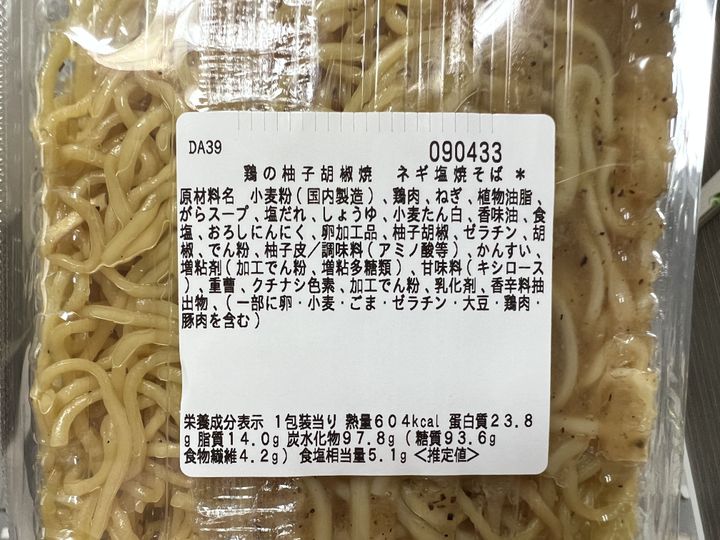 DA39 090433
鶏の柚子胡椒焼 ネギ塩焼そば *
原材料名 小麦粉(国内製造)、鶏肉、ねぎ、植物油脂、
がらスープ、塩だれ、しょうゆ、小麦たん白、香味油、食
塩、おろしにんにく、卵加工品、柚子胡椒、ゼラチン、胡
椒、でん粉、柚子皮/調味料(アミノ酸等)、かんすい、
増粘剤(加工でん粉、増粘多糖類)、甘味料(キシロース
)、重曹、クチナシ色素、加工でん粉、乳化剤、香辛料抽
出物、(一部に卵・小麦・ごま・ゼラチン・大豆・鶏肉・
豚肉を含む)
栄養成分表示 1包装当り 熱量604kcal 蛋白質23.8
g 脂質14.0g 炭水化物97.8g(糖質93.6g
食物繊維4.2g) 食塩相当量5.1g <推定値>